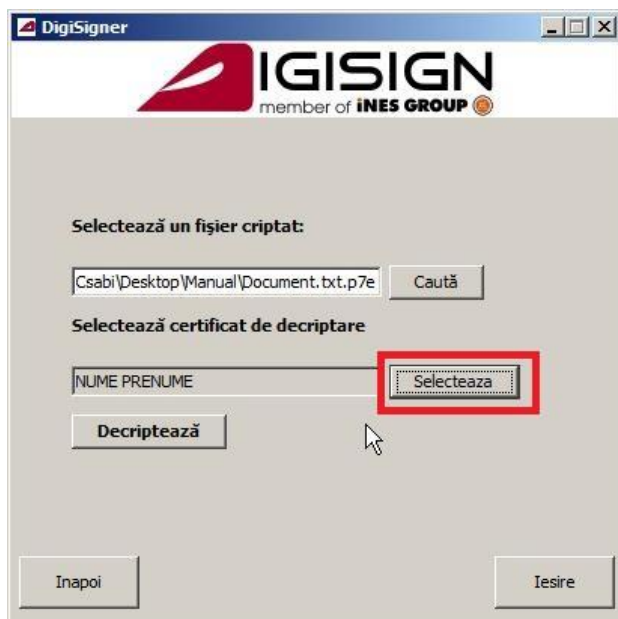 DigiSigner
DIGISIGN
member of iNES GROUP
Selectează un fişier criptat:
Csabi\Desktop\Manual\Document.txt.p7e
Caută
Selectează certificat de decriptare
NUME PRENUME
Selecteaza
Decriptează
Inapoi
Iesire